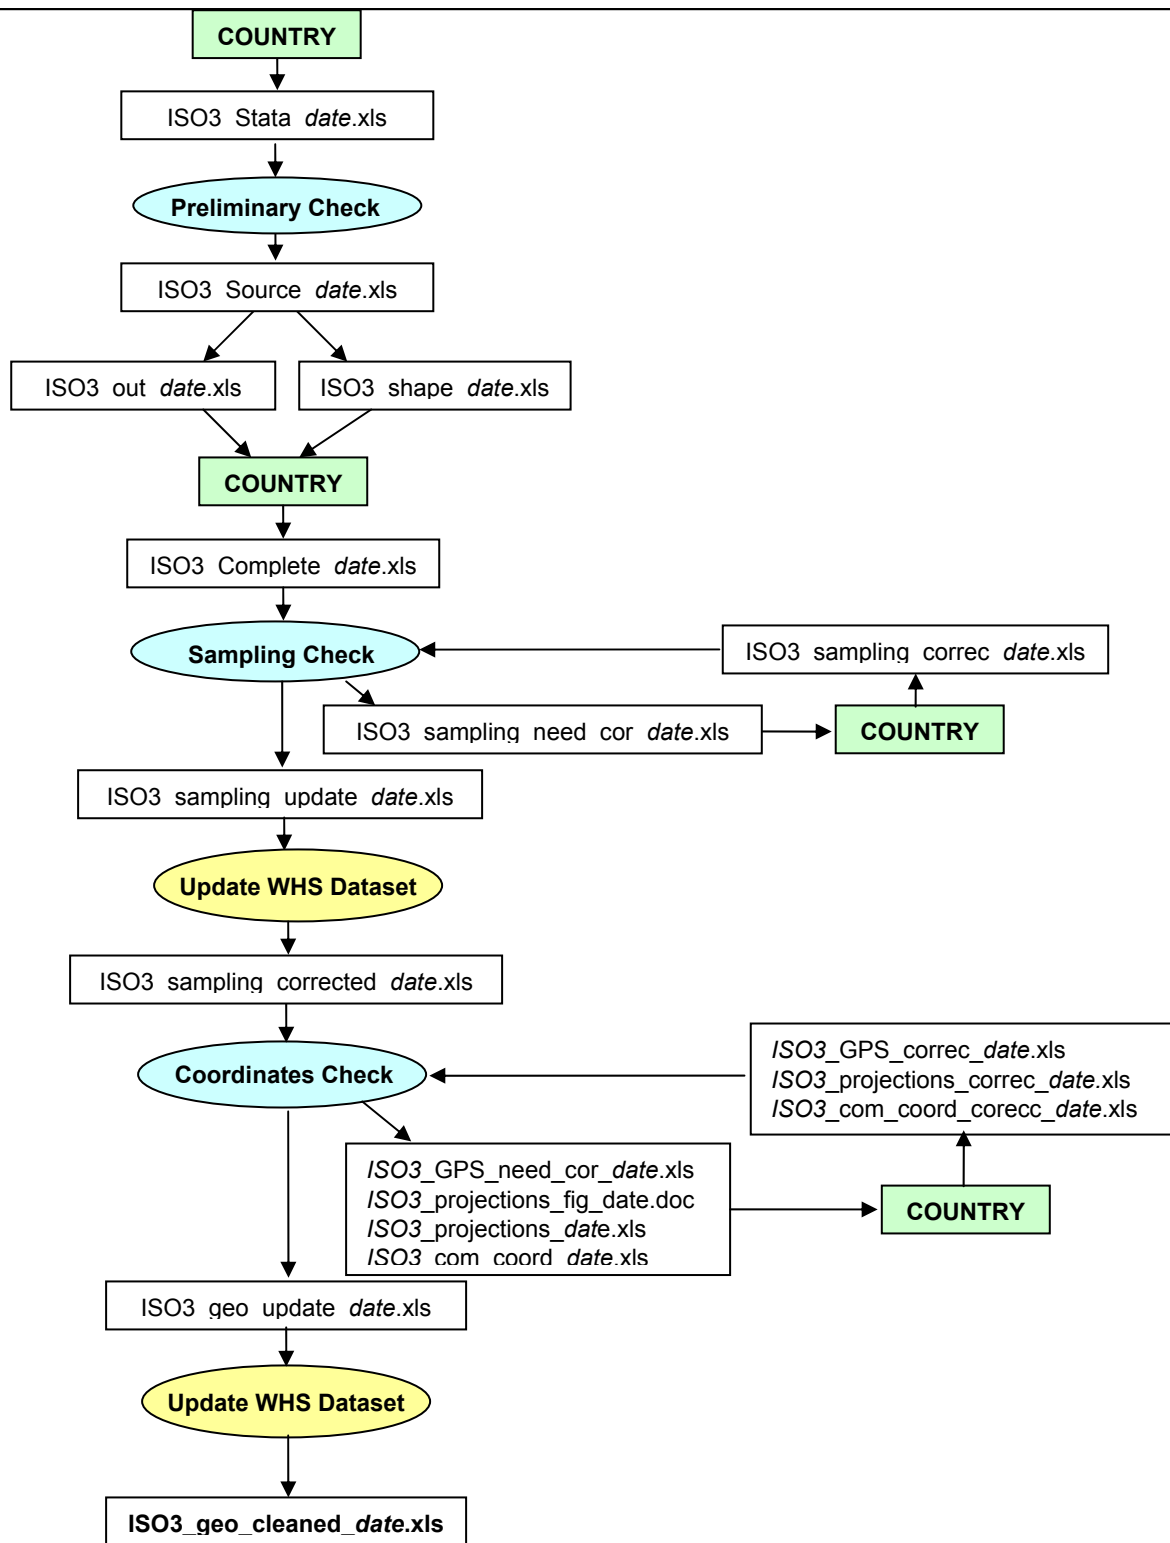 COUNTRY
ISO3 Stata date.xls
Preliminary Check
ISO3 Source date.xls
ISO3 out date.xls
ISO3 shape date.xls
COUNTRY
ISO3 Complete date.xls
Sampling Check
ISO3 sampling correc date.xls
ISO3 sampling need cor date.xls
COUNTRY
ISO3 sampling update date.xls
Update WHS Dataset
ISO3 sampling corrected date.xls
Coordinates Check
ISO3_GPS_correc_date.xls
ISO3_projections_correc_date.xls
ISO3_com_coord_corecc_date.xls
ISO3_GPS_need_cor_date.xls
ISO3_projections_fig_date.doc
ISO3_projections_date.xls
ISO3 com coord date.xls
COUNTRY
ISO3 geo update date.xls
Update WHS Dataset
ISO3_geo_cleaned_date.xls